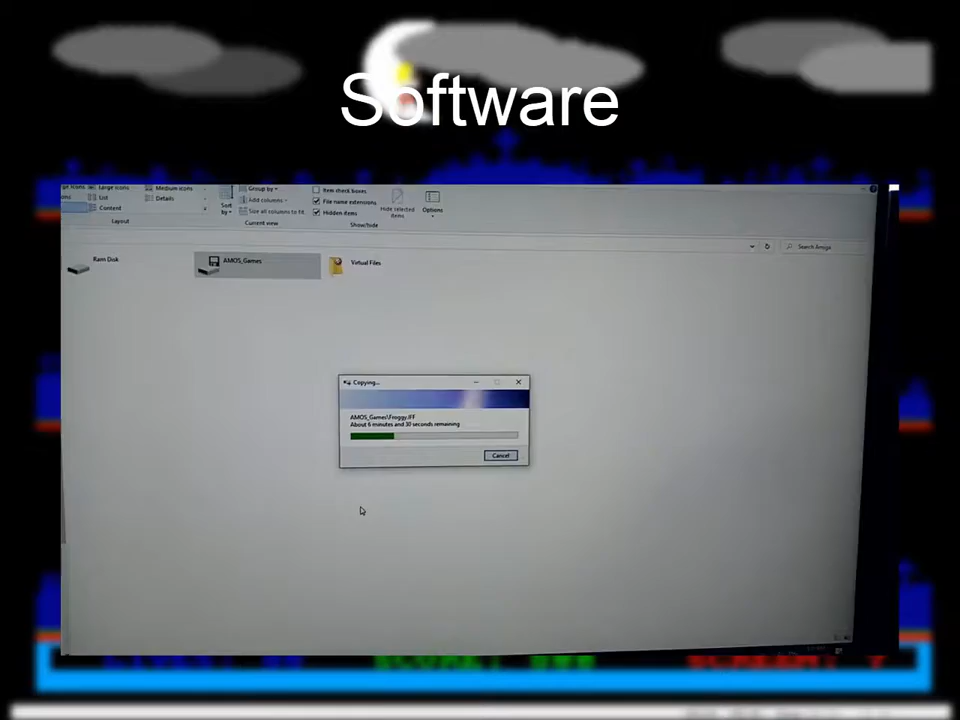 Software
Large icons
Medium icons
List
Details
Content
Layout
Sort by
Group by
Add columns
Size all columns to fit
Current view
Item check boxes
File name extensions
Hidden items
Hide selected items
Options
Show/hide
Search Amiga
Ram Disk
AMOS_Games
Virtual Files
Copying...
AMOS_Games\Froggy.IFF
About 6 minutes and 30 seconds remaining
Cancel